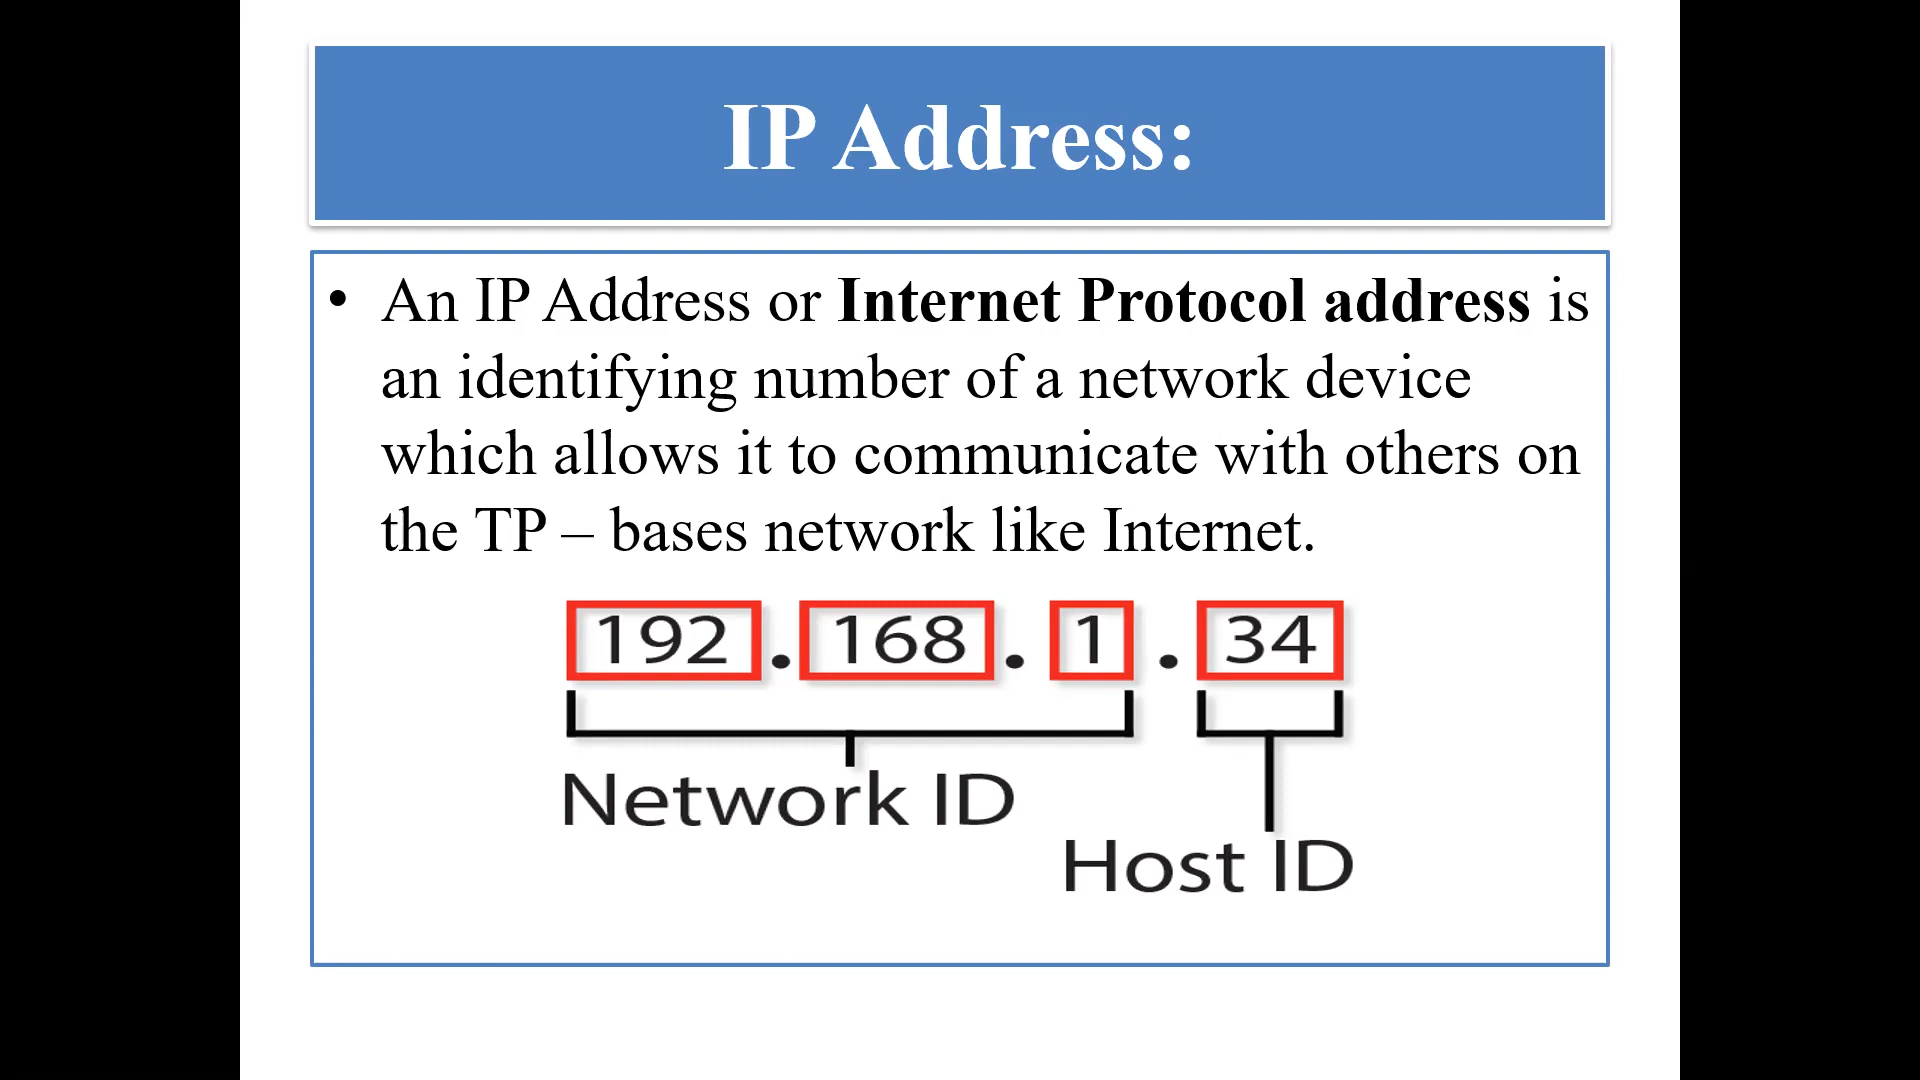 IP Address:
• An IP Address or Internet Protocol address is
an identifying number of a network device
which allows it to communicate with others on
the TP – bases network like Internet.
192 . 168 . 1 . 34
Network ID
Host ID